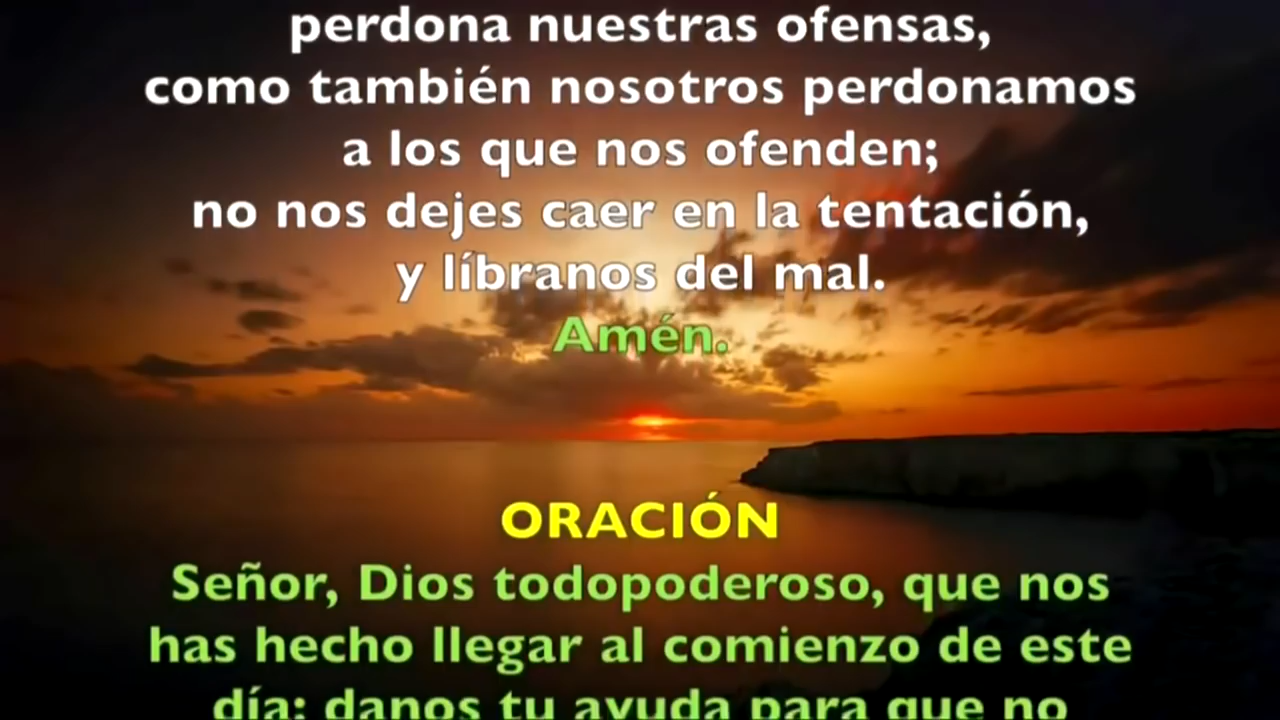 perdona nuestras ofensas,
como también nosotros perdonamos
a los que nos ofenden;
no nos dejes caer en la tentación,
y líbranos del mal.
Amén.
ORACIÓN
Señor, Dios todopoderoso, que nos
has hecho llegar al comienzo de este
día: danos tu ayuda para que no